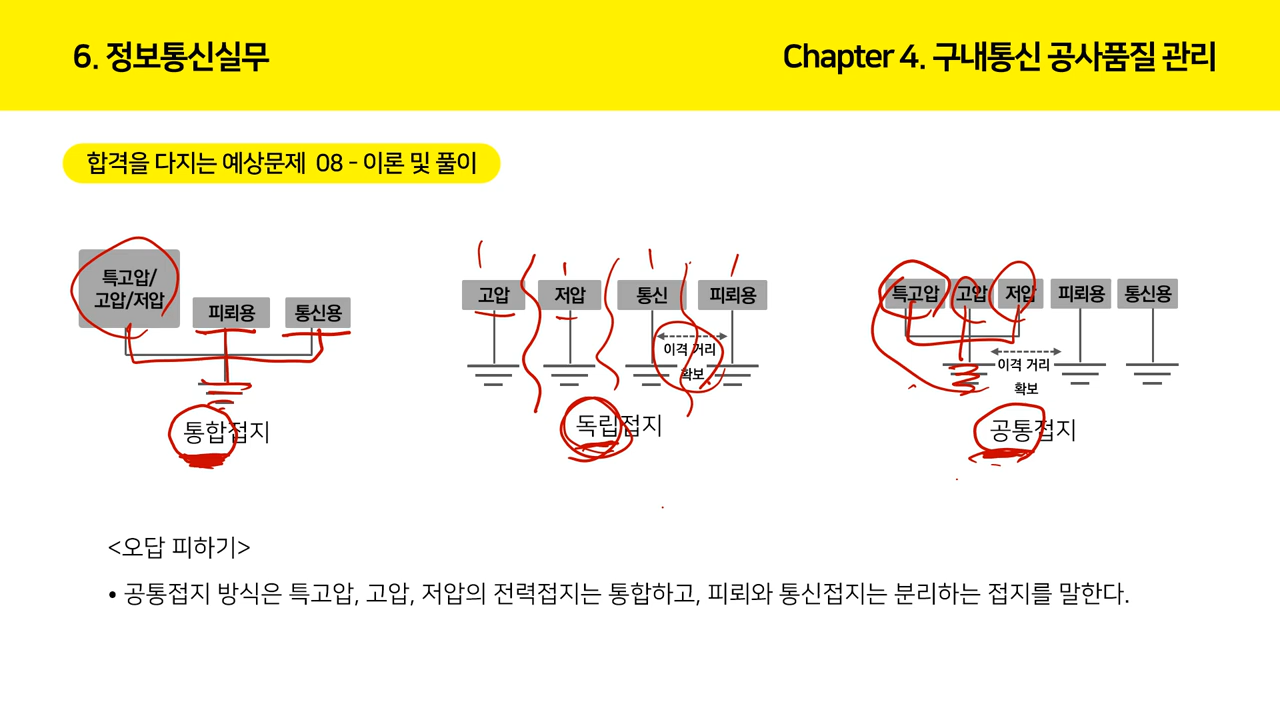 6. 정보통신실무
Chapter 4. 구내통신 공사품질 관리
합격을 다지는 예상문제 08 - 이론 및 풀이
특고압/
고압/저압
피뢰용
통신용
통합접지
고압
저압
통신
피뢰용
이격 거리
확보
독립접지
특고압
고압
저압
피뢰용
통신용
이격 거리
확보
공통접지
<오답 피하기>
• 공통접지 방식은 특고압, 고압, 저압의 전력접지는 통합하고, 피뢰와 통신접지는 분리하는 접지를 말한다.